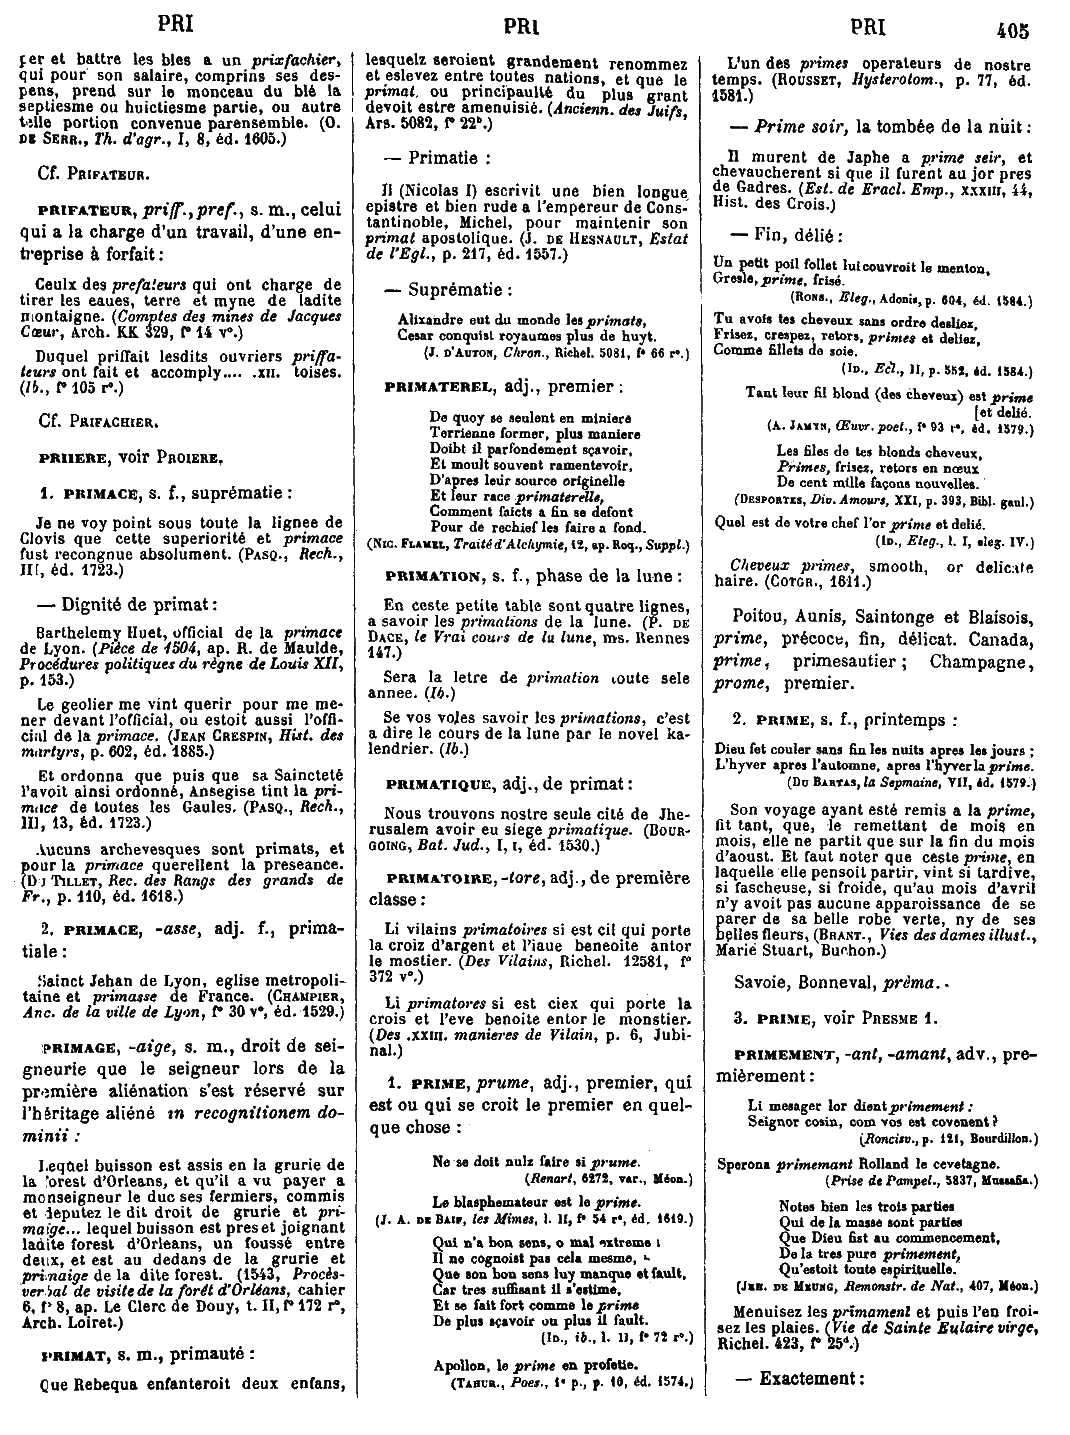 PRI
PRI
PRI
405
et battre les bles a un prixfachier,
qui pour son salaire, comprins ses des-
pens, prend sur le monceau du blé la
septiesme ou huictiesme partie, ou autre
telle portion convenue parensemble. (O.
DE SERR., Th. d'agr., I, 8, éd. 1605.)
Cf. PRIFATEUR.
PRIFATEUR, priff., pref., s. m., celui
qui a la charge d'un travail, d'une en-
treprise à forfait :
Ceulx des prefateurs qui ont charge de
tirer les eaues, terre et myne de ladite
montaigne. (Comptes des mines de Jacques
Cœur, Arch. KK 329, f° 14 v°.)
Duquel priffait lesdits ouvriers priffa-
teurs ont fait et accomply.... .XII. toises.
(Ib., f° 105 r°.)
Cf. PRIFACHIER.
PRIIERE, voir PROIERE.
1. PRIMACE, s. f., suprématie :
Je ne voy point sous toute la lignee de
Clovis que cette superiorité et primace
fust recongnue absolument. (PASQ., Rech.,
III, éd. 1723.)
— Dignité de primat :
Barthelemy Huet, official de la primace
de Lyon. (Pièce de 1504, ap. R. de Maulde,
Procédures politiques du règne de Louis XII,
p. 153.)
Le geolier me vint querir pour me me-
ner devant l'official, ou estoit aussi l'offi-
cial de la primace. (JEAN CRESPIN, Hist. des
martyrs, p. 602, éd. 1885.)
Et ordonna que puis que sa Saincteté
l'avoit ainsi ordonné, Ansegise tint la pri-
mace de toutes les Gaules. (PASQ., Rech.,
III, 13, éd. 1723.)
Aucuns archevesques sont primats, et
pour la primace querellent la preseance.
(DU TILLET, Rec. des Rangs des grands de
Fr., p. 110, éd. 1618.)
2. PRIMACE, -asse, adj. f., prima-
tiale :
Sainct Jehan de Lyon, eglise metropoli-
taine et primasse de France. (CHAMPIER,
Anc. de la ville de Lyon, f° 30 v°, éd. 1529.)
PRIMAGE, -aige, s. m., droit de sei-
gneurie que le seigneur lors de la
première aliénation s'est réservé sur
l'héritage aliéné in recognitionem do-
minii :
Lequel buisson est assis en la grurie de
la forest d'Orleans, et qu'il a vu payer a
monseigneur le duc ses fermiers, commis
et deputez le dit droit de grurie et pri-
maige... lequel buisson est pres et joignant
ladite forest d'Orleans, un foussé entre
deux, et est au dedans de la grurie et
primaige de la dite forest. (1543, Procès-
verbal de visite de la forêt d'Orléans, cahier
6, f° 8, ap. Le Clerc de Douy, t. II, f° 172 r°,
Arch. Loiret.)
PRIMAT, s. m., primauté :
Que Rebequa enfanteroit deux enfans,
lesquelz seroient grandement renommez
et eslevez entre toutes nations, et que le
primat, ou principaulté du plus grant
devoit estre amenuisié. (Ancienn. des Juifs,
Ars. 5082, f° 22ᵇ.)
— Primatie :
Il (Nicolas I) escrivit une bien longue
epistre et bien rude a l'empereur de Cons-
tantinoble, Michel, pour maintenir son
primat apostolique. (J. DE HESNAULT, Estat
de l'Egl., p. 217, éd. 1557.)
— Suprématie :
Alixandre eut du monde les primats,
Cesar conquist royaumes plus de huyt.
(J. D'AUTON, Chron., Richel. 5081, f° 66 r°.)
PRIMATEREL, adj., premier :
De quoy se seulent en miniere
Terrienne former, plus maniere
Doibt il parfondement sçavoir,
Et moult souvent ramentevoir,
D'apres leur source originelle
Et leur race primaterelle,
Comment faicts a fin se defont
Pour de rechief les faire a fond.
(NIC. FLAMEL, Traité d'Alchymie, 12, ap. Roq., Suppl.)
PRIMATION, s. f., phase de la lune :
En ceste petite table sont quatre lignes,
a savoir les primations de la lune. (P. DE
DACE, le Vrai cours de la lune, ms. Rennes
147.)
Sera la letre de primation toute sele
annee. (Ib.)
Se vos voles savoir les primations, c'est
a dire le cours de la lune par le novel ka-
lendrier. (Ib.)
PRIMATIQUE, adj., de primat :
Nous trouvons nostre seule cité de Jhe-
rusalem avoir eu siege primatique. (BOUR-
GOING, Bat. Jud., I, I, éd. 1530.)
PRIMATOIRE, -tore, adj., de première
classe :
Li vilains primatoires si est cil qui porte
la croiz d'argent et l'iaue beneoite antor
le mostier. (Des Vilains, Richel. 12581, f°
372 v°.)
Li primatores si est ciex qui porte la
crois et l'eve benoite entor le monstier.
(Des .XXIII. manieres de Vilain, p. 6, Jubi-
nal.)
1. PRIME, prume, adj., premier, qui
est ou qui se croit le premier en quel-
que chose :
Ne se doit nulz faire si prume.
(Renart, 6272, var., Méon.)
Le blasphemateur est le prime.
(J. A. DE BAIF, les Mimes, l. II, f° 54 r°, éd. 1619.)
Qui n'a bon sens, o mal extreme !
Il ne cognoist pas cela mesme,
Que son bon sens luy manque et fault,
Car tres suffisant il s'estime,
Et se fait fort comme le prime
De plus sçavoir ou plus il fault.
(ID., ib., l. II, f° 72 r°.)
Apollon, le prime en profetie.
(TAHUR., Poes., 1° p., p. 10, éd. 1574.)
L'un des primes operateurs de nostre
temps. (ROUSSET, Hysterotom., p. 77, éd.
1581.)
— Prime soir, la tombée de la nuit :
Il murent de Japhe a prime seir, et
chevaucherent si que il furent au jor pres
de Gadres. (Est. de Eracl. Emp., XXXIII, 44,
Hist. des Crois.)
— Fin, délié :
Un petit poil follet lui couvroit le menton,
Gresle, prime, frisé.
(RONS., Eleg., Adonis, p. 604, éd. 1584.)
Tu avois tes cheveux sans ordre desliez,
Frisez, crespez, retors, primes et deliez,
Comme fillets de soie.
(ID., Ecl., II, p. 552, éd. 1584.)
Tant leur fil blond (des cheveux) est prime
[et delié.
(A. JAMYN, Œuvr. poet., f° 93 r°, éd. 1579.)
Les files de tes blonds cheveux,
Primes, frisez, retors en nœux
De cent mille façons nouvelles.
(DESPORTES, Div. Amours, XXI, p. 393, Bibl. gaul.)
Quel est de votre chef l'or prime et delié.
(ID., Eleg., l. I, eleg. IV.)
Cheveux primes, smooth, or delicate
haire. (COTGR., 1611.)
Poitou, Aunis, Saintonge et Blaisois,
prime, précoce, fin, délicat. Canada,
prime, primesautier ; Champagne,
prome, premier.
2. PRIME, s. f., printemps :
Dieu fet couler sans fin les nuits apres les jours ;
L'hyver apres l'automne, apres l'hyver la prime.
(DU BARTAS, la Sepmaine, VII, éd. 1579.)
Son voyage ayant esté remis a la prime,
fit tant, que, le remettant de mois en
mois, elle ne partit que sur la fin du mois
d'aoust. Et faut noter que ceste prime, en
laquelle elle pensoit partir, vint si tardive,
si fascheuse, si froide, qu'au mois d'avril
n'y avoit pas aucune apparoissance de se
parer de sa belle robe verte, ny de ses
belles fleurs, (BRANT., Vies des dames illust.,
Marie Stuart, Buchon.)
Savoie, Bonneval, prèma.
3. PRIME, voir PRESME 1.
PRIMEMENT, -ant, -amant, adv., pre-
mièrement :
Li mesager lor dient primement :
Seignor cosin, com vos est covenent ?
(Roncisv., p. 121, Bourdillon.)
Sperona primemant Rolland le cevetagne.
(Prise de Pampel., 5837, Mussafia.)
Notes bien les trois parties
Qui de la masse sont parties
Que Dieu fist au commencement,
De la tres pure primement,
Qu'estoit toute espirituelle.
(JEH. DE MEUNG, Remonstr. de Nat., 407, Méon.)
Menuisez les primament et puis l'en froi-
sez les plaies. (Vie de Sainte Eulaire virge,
Richel. 423, f° 25ᵈ.)
— Exactement :